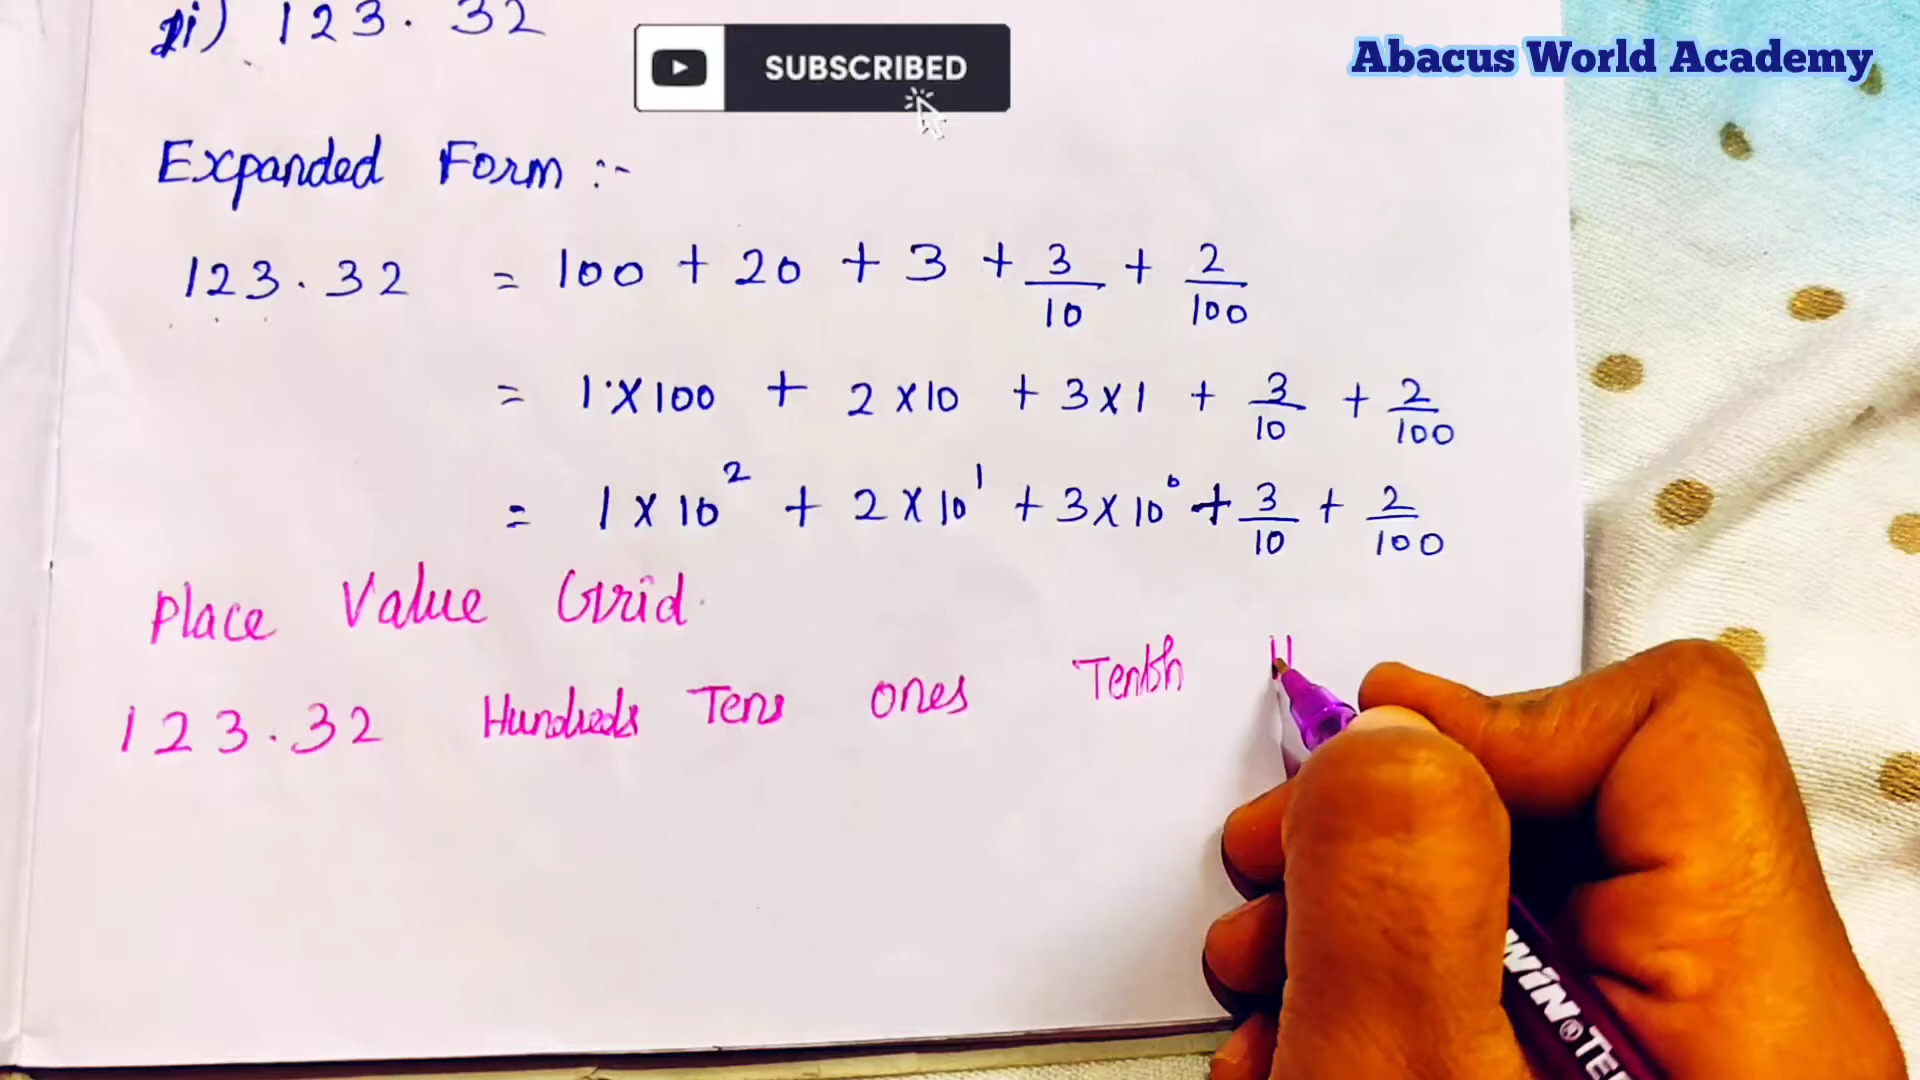 ii) 123.32
SUBSCRIBED
Abacus World Academy
Expanded Form :-
123.32 = 100 + 20 + 3 + 3/10 + 2/100
= 1×100 + 2×10 + 3×1 + 3/10 + 2/100
= 1×10² + 2×10¹ + 3×10⁰ + 3/10 + 2/100
Place Value Grid
123.32 Hundreds Tens ones Tenth H
WIN